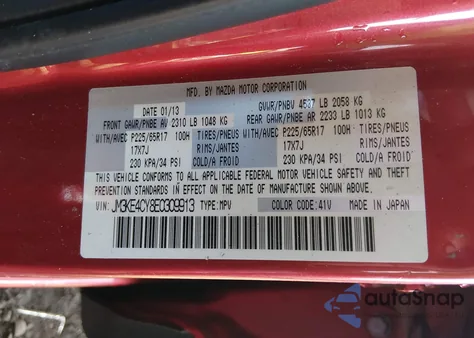 MFD. BY MAZDA MOTOR CORPORATION
DATE 01/13 GVWR/PNBV 4537 LB 2058 KG
FRONT GAWR/PNBE AV 2310 LB 1048 KG REAR GAWR/PNBE AR 2233 LB 1013 KG
WITH/AVEC P225/65R17 100H TIRES/PNEUS WITH/AVEC P225/65R17 100H TIRES/PNEUS
17X7J RIMS/JANTES 17X7J RIMS/JANTES
230 KPA/34 PSI COLD/A FROID 230 KPA/34 PSI COLD/A FROID
THIS VEHICLE CONFORMS TO ALL APPLICABLE FEDERAL MOTOR VEHICLE SAFETY AND THEFT
PREVENTION STANDARDS IN EFFECT ON THE DATE OF MANUFACTURE SHOWN ABOVE.
VIN: JM3KE4CY8E0309913 TYPE:MPV COLOR CODE:41V MADE IN JAPAN
autoSnap